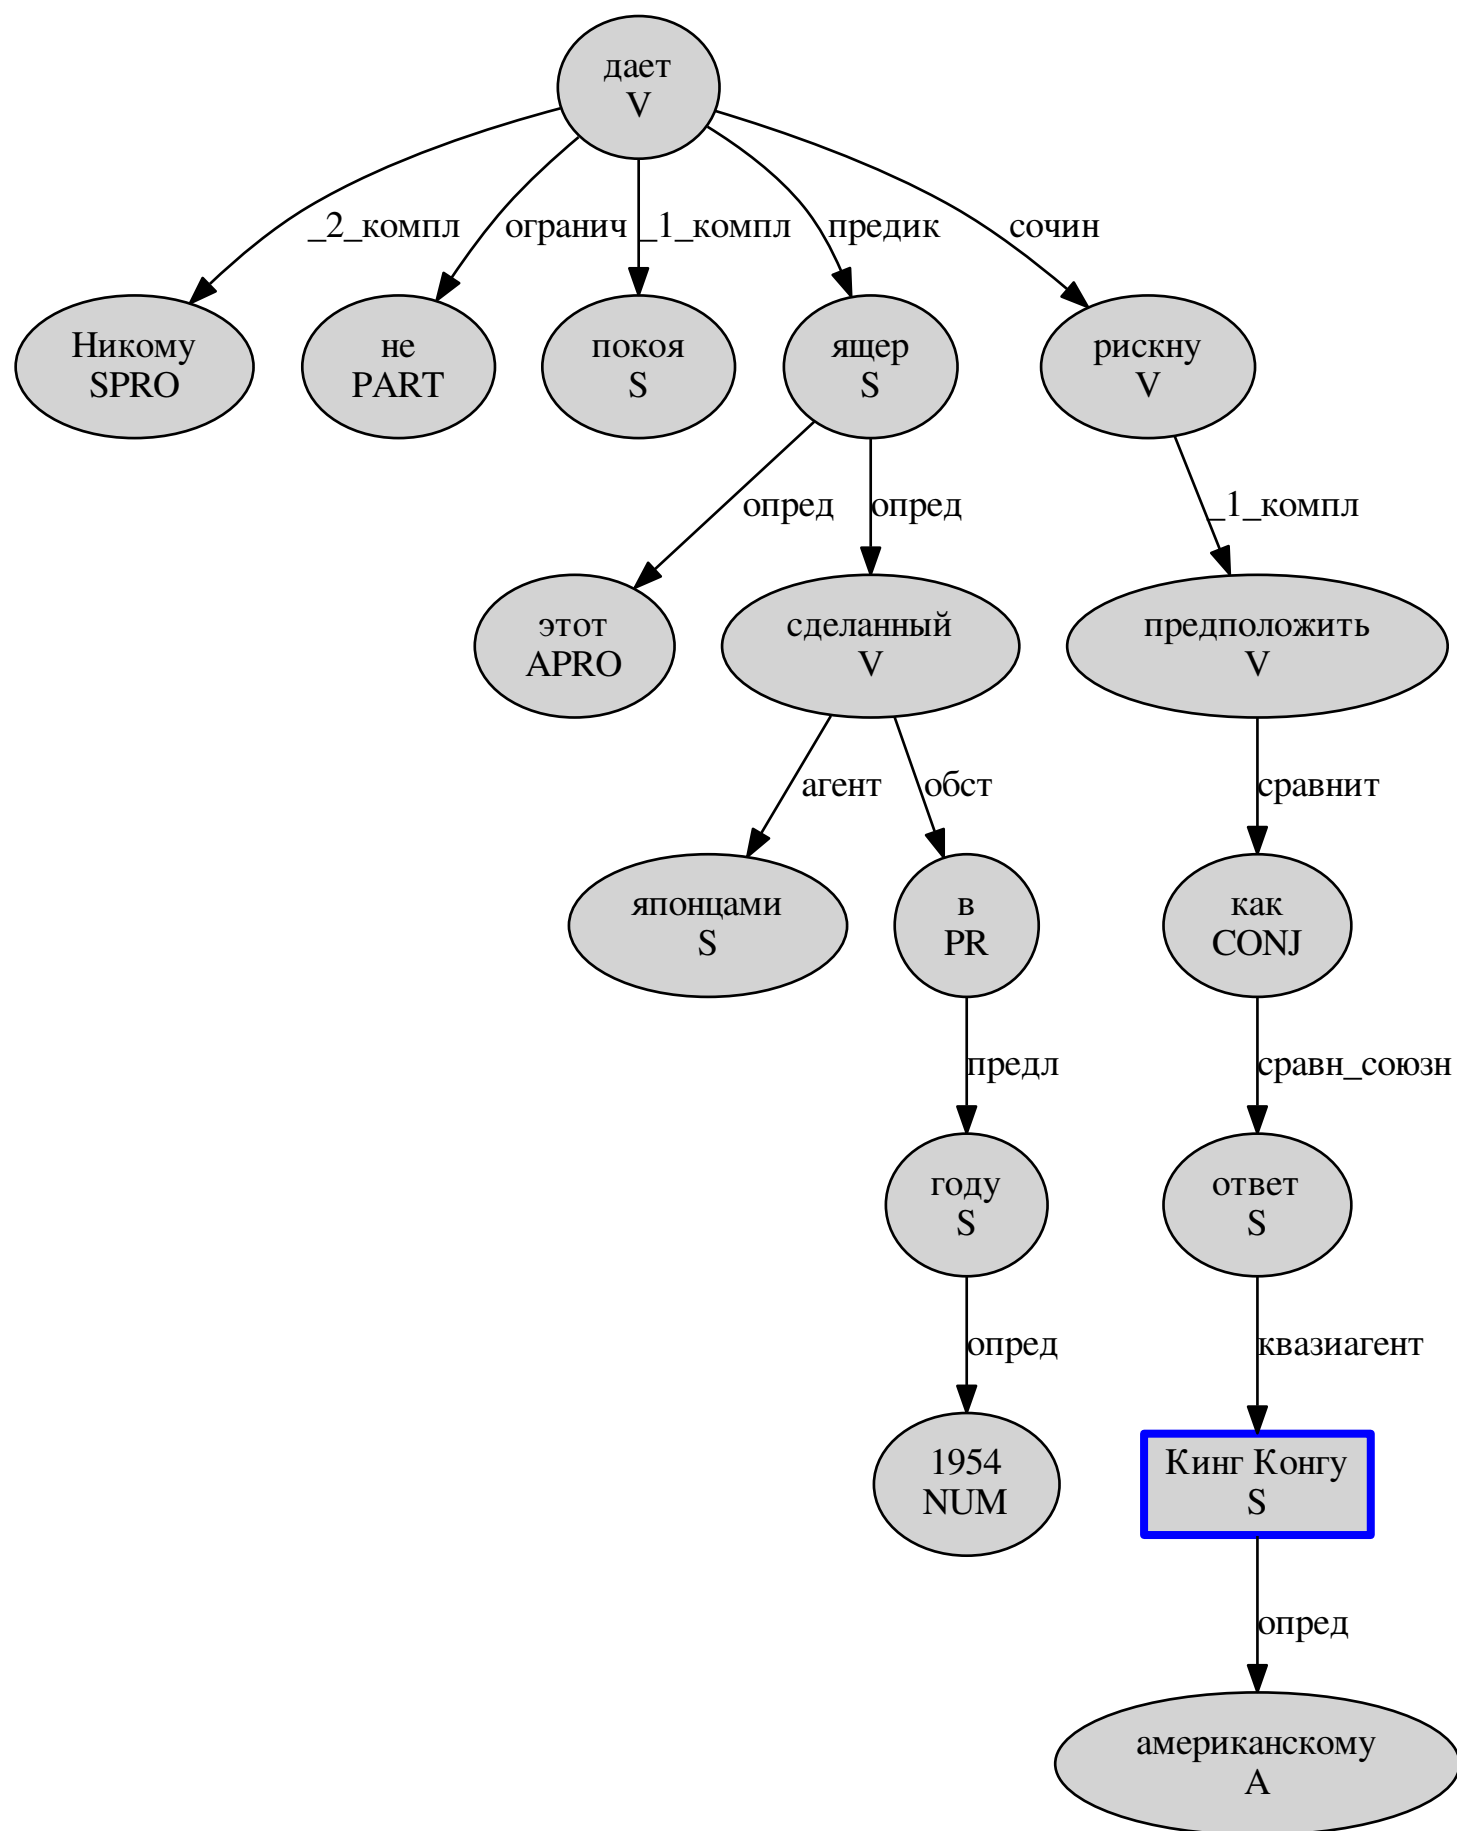 дает
V
_2_компл
огранич
_1_компл
предик
сочин
Никому
SPRO
не
PART
покоя
S
ящер
S
рискну
V
опред
опред
_1_компл
этот
APRO
сделанный
V
предположить
V
агент
обст
сравнит
японцами
S
в
PR
как
CONJ
предл
сравн_союзн
году
S
ответ
S
опред
квазиагент
1954
NUM
Кинг Конгу
S
опред
американскому
A